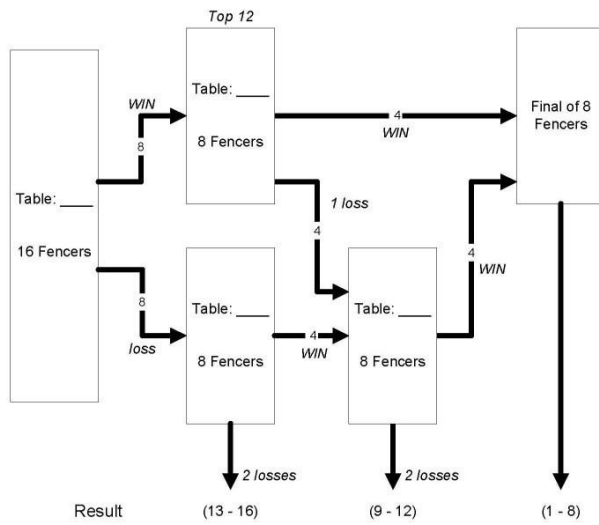 Top 12
Table: ____
16 Fencers
WIN
8
8
loss
Table: ____
8 Fencers
4
WIN
1 loss
4
Table: ____
8 Fencers
4
WIN
Table: ____
8 Fencers
4
WIN
Final of 8
Fencers
2 losses
2 losses
Result
(13 - 16)
(9 - 12)
(1 - 8)